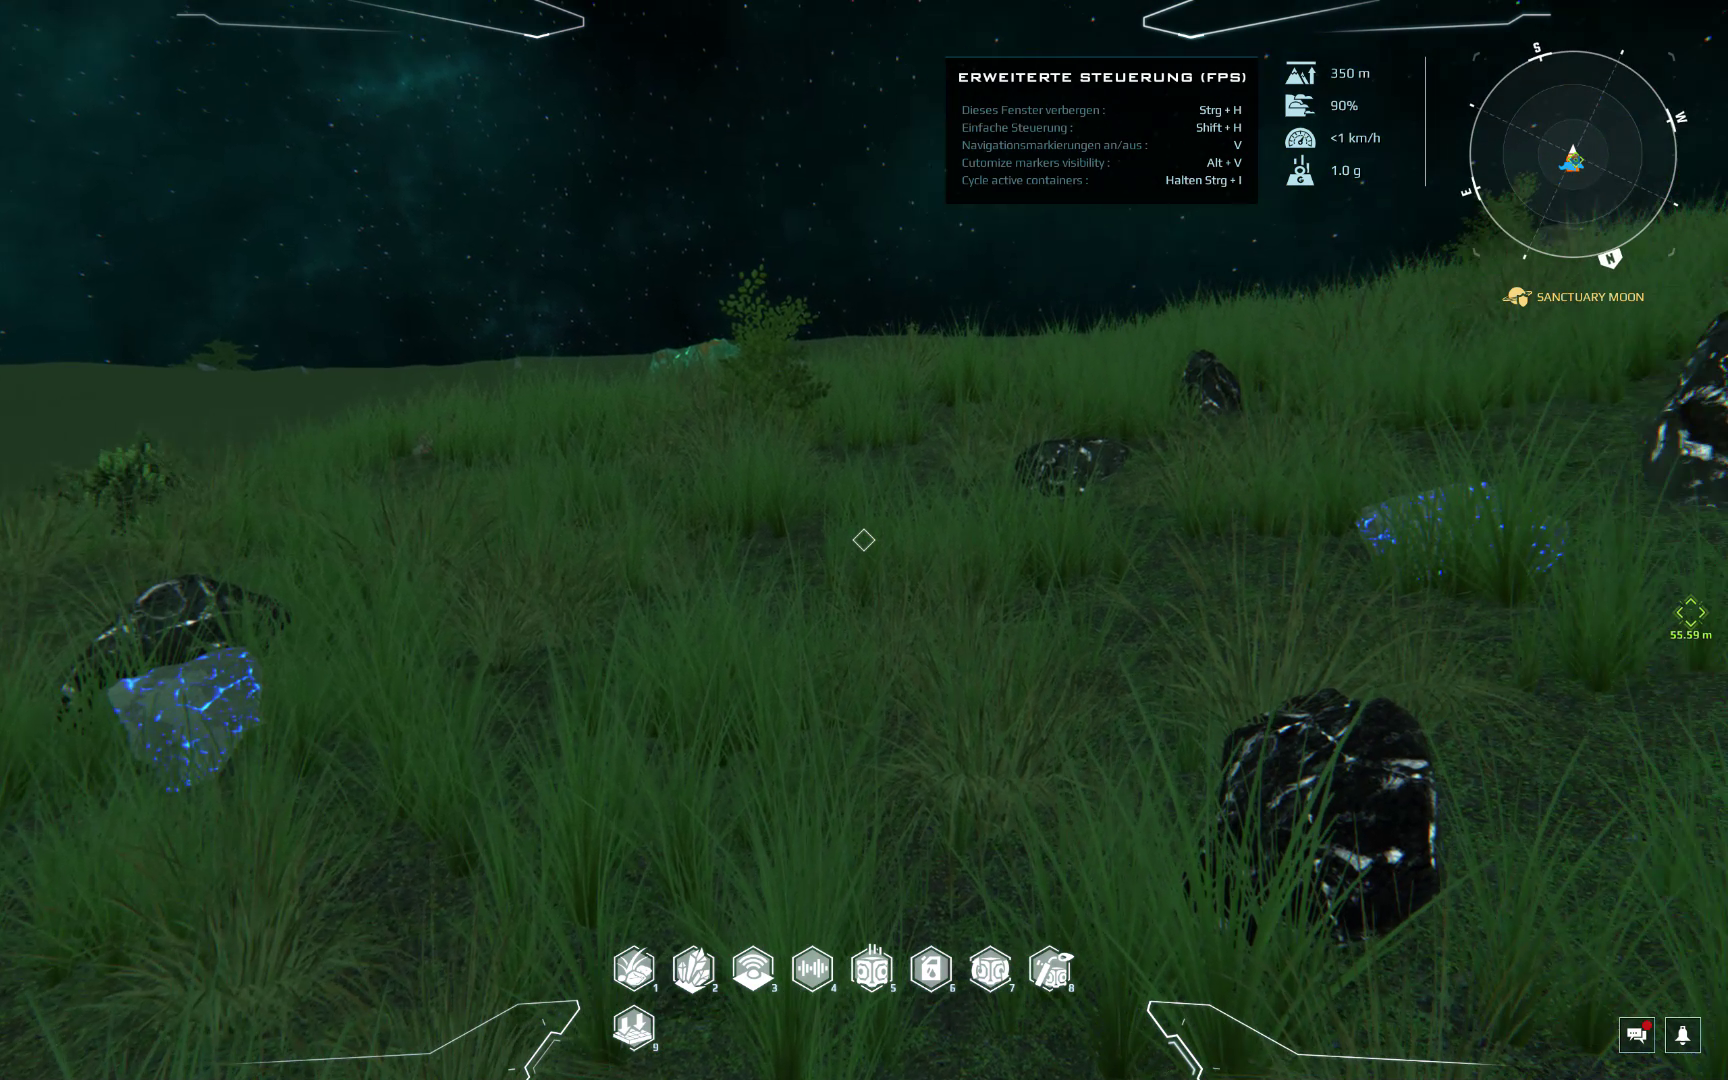 ERWEITERTE STEUERUNG (FPS)
Dieses Fenster verbergen : Strg + H
Einfache Steuerung : Shift + H
Navigationsmarkierungen an/aus : V
Cutomize markers visibility : Alt + V
Cycle active containers : Halten Strg + I
350 m
90%
<1 km/h
1.0 g
G
S
W
E
N
SANCTUARY MOON
55.59 m
1
2
3
4
5
6
7
8
9